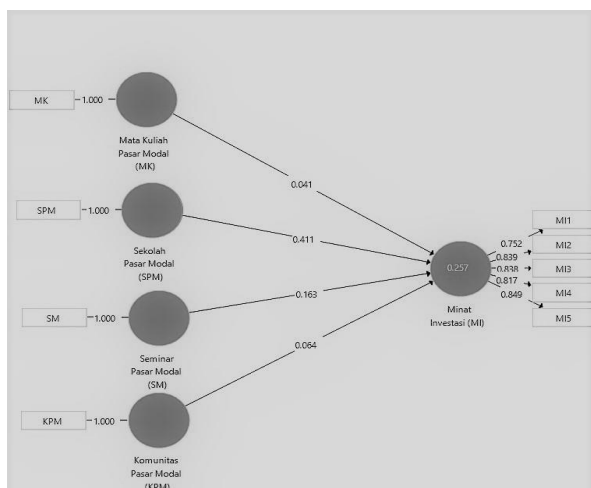 MK
1.000
Mata Kuliah
Pasar Modal
(MK)
0.041
SPM
1.000
Sekolah
Pasar Modal
(SPM)
0.411
SM
1.000
Seminar
Pasar Modal
(SM)
0.163
KPM
1.000
Komunitas
Pasar Modal
(KPM)
0.064
0.257
Minat
Investasi (MI)
0.752
0.839
0.838
0.817
0.849
MI1
MI2
MI3
MI4
MI5